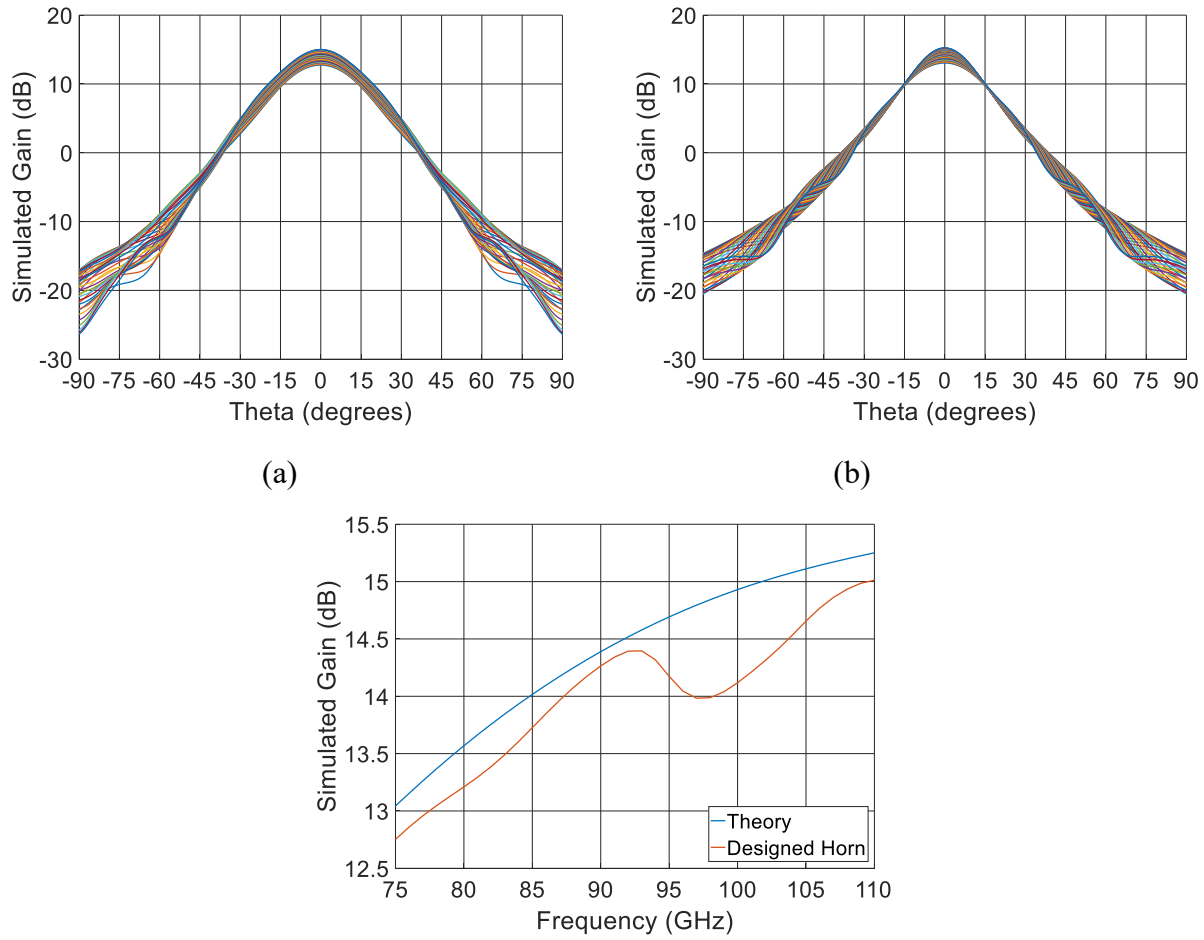 20
10
0
-10
-20
-30
Simulated Gain (dB)
-90 -75 -60 -45 -30 -15 0 15 30 45 60 75 90
Theta (degrees)
(a)
20
10
0
-10
-20
-30
Simulated Gain (dB)
-90 -75 -60 -45 -30 -15 0 15 30 45 60 75 90
Theta (degrees)
(b)
15.5
15
14.5
14
13.5
13
12.5
Simulated Gain (dB)
75 80 85 90 95 100 105 110
Frequency (GHz)
Theory
Designed Horn